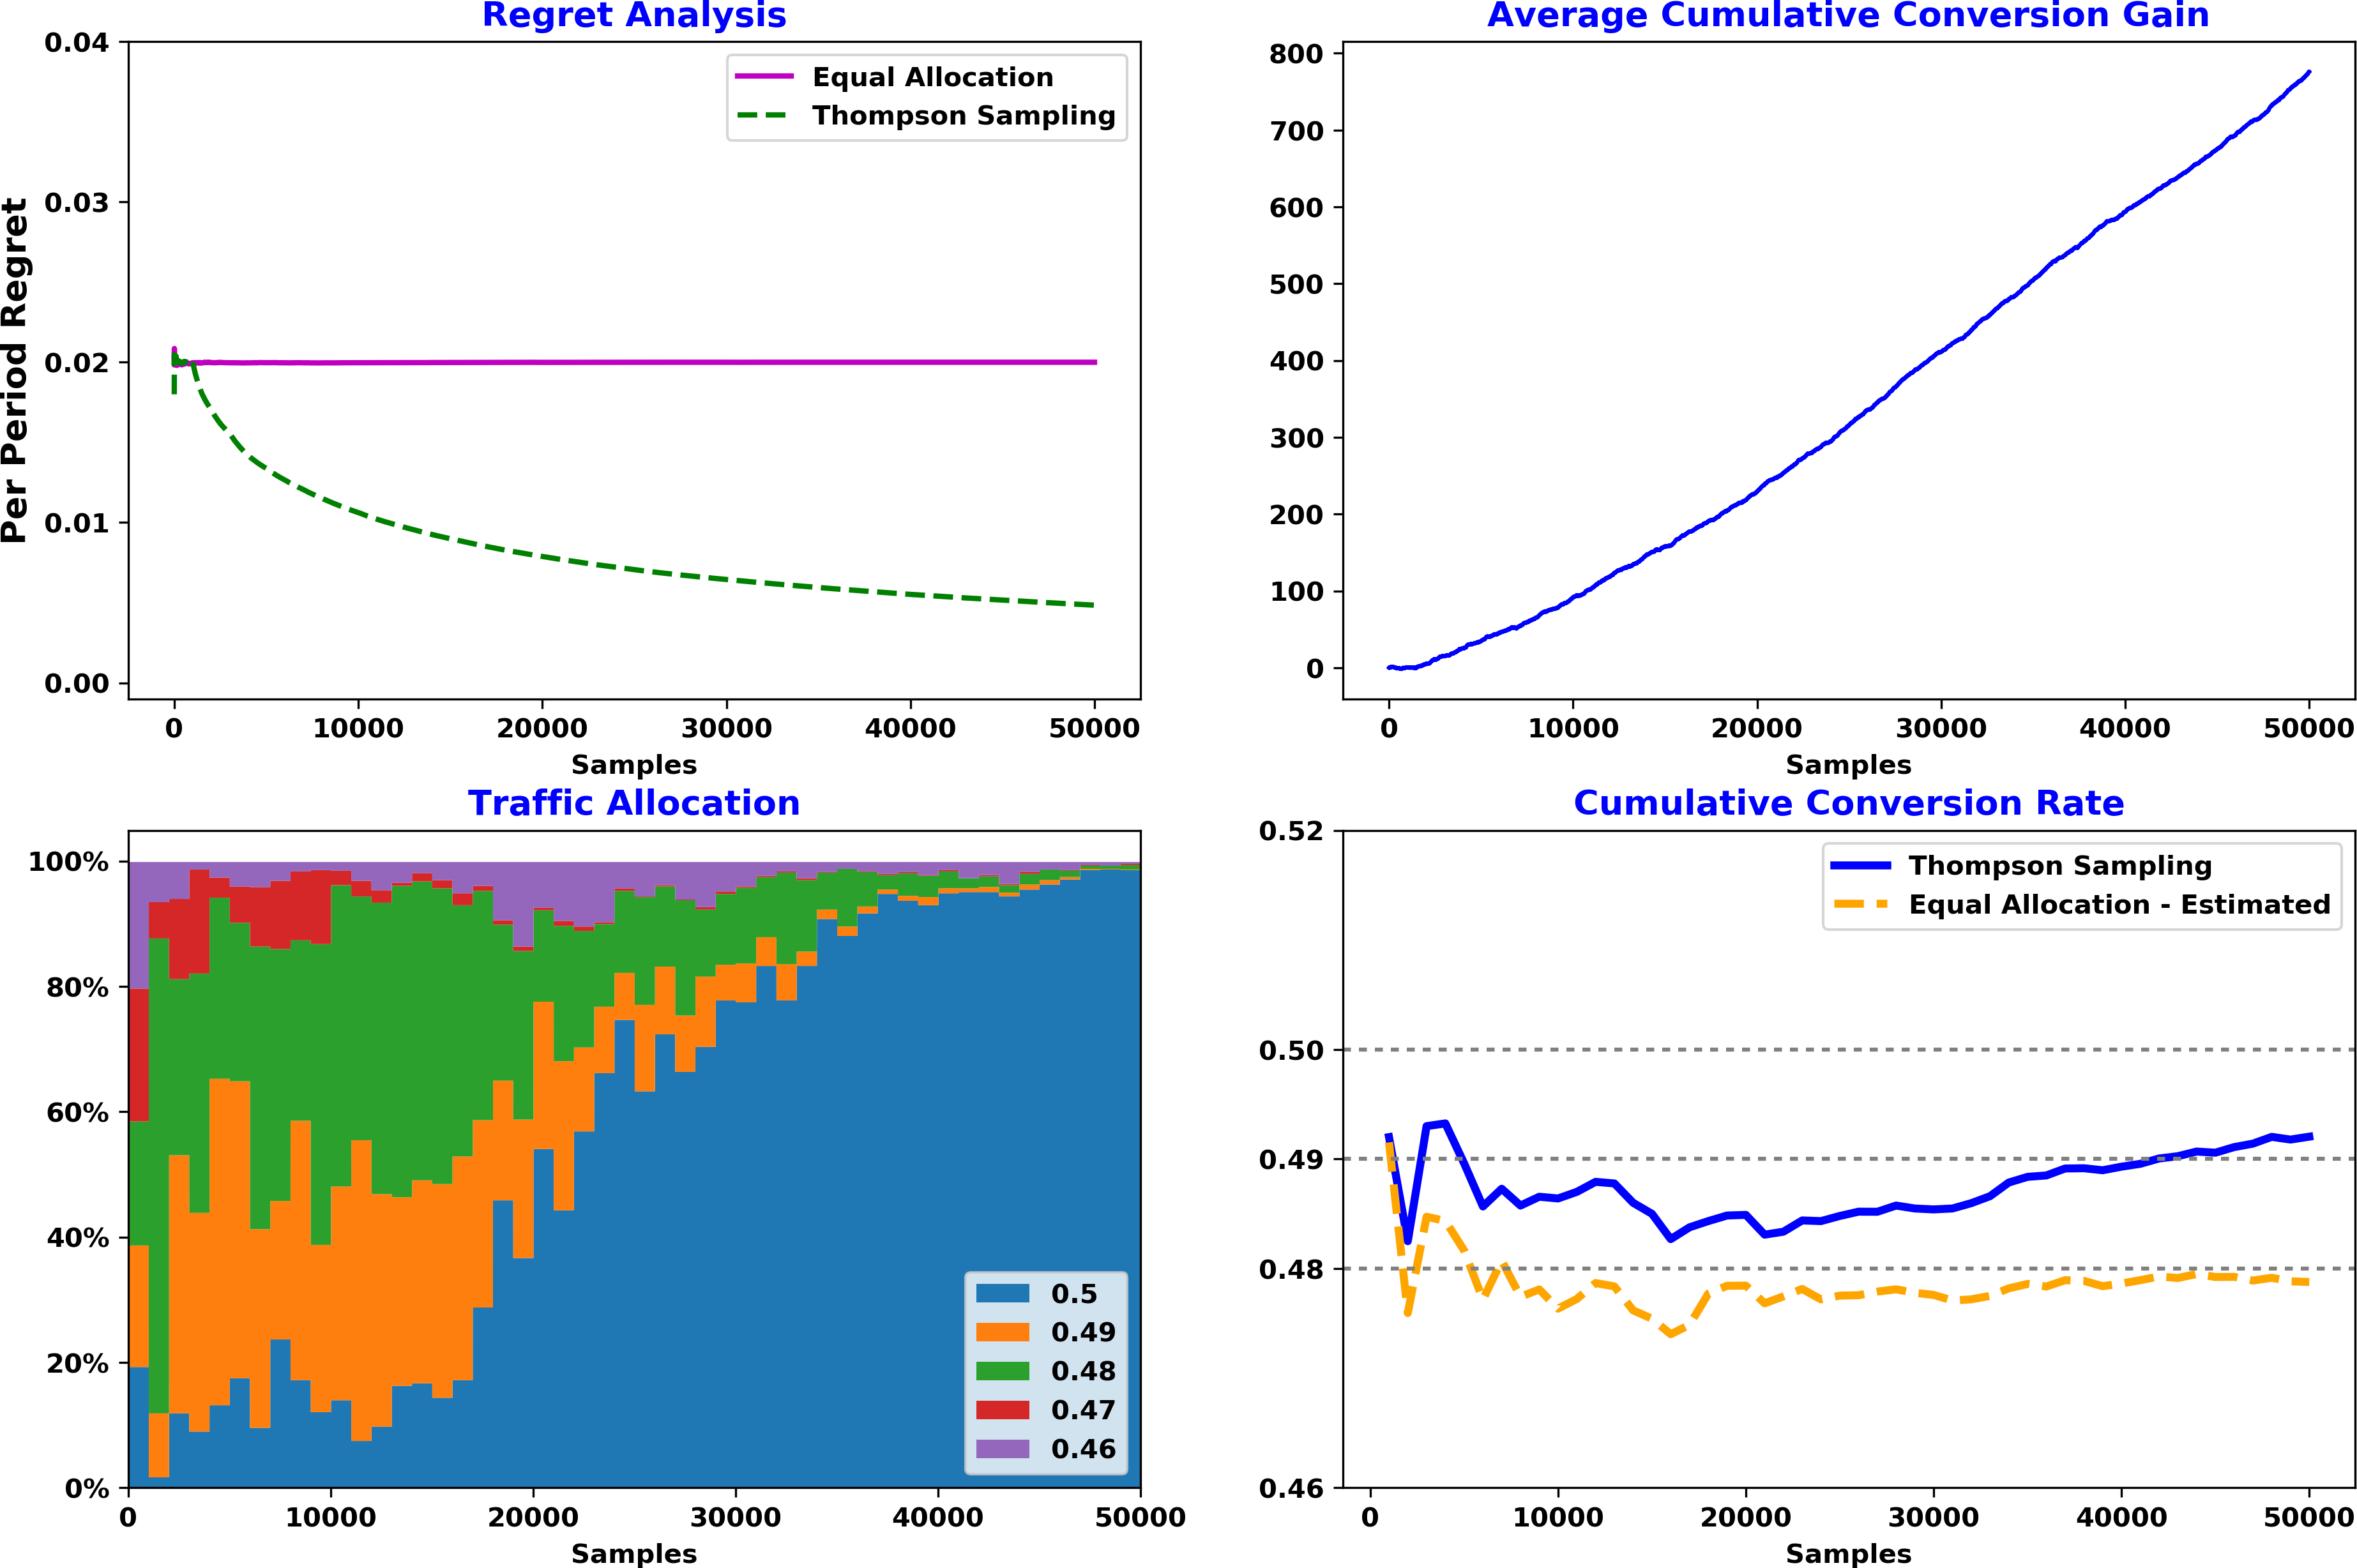 Regret Analysis
Per Period Regret
0.04
0.03
0.02
0.01
0.00
Equal Allocation
Thompson Sampling
0 10000 20000 30000 40000 50000
Samples
Average Cumulative Conversion Gain
800
700
600
500
400
300
200
100
0
0 10000 20000 30000 40000 50000
Samples
Traffic Allocation
100%
80%
60%
40%
20%
0%
0.5
0.49
0.48
0.47
0.46
0 10000 20000 30000 40000 50000
Samples
Cumulative Conversion Rate
0.52
0.50
0.49
0.48
0.46
Thompson Sampling
Equal Allocation - Estimated
0 10000 20000 30000 40000 50000
Samples